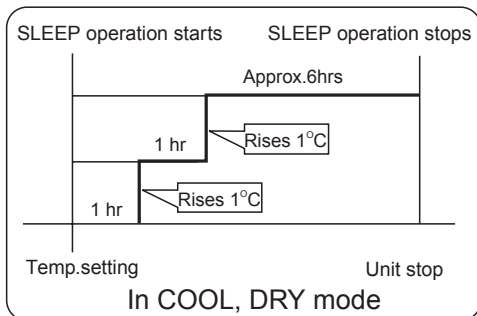 SLEEP operation starts SLEEP operation stops
Approx.6hrs
1 hr
Rises 1°C
1 hr
Rises 1°C
Temp.setting
Unit stop
In COOL, DRY mode